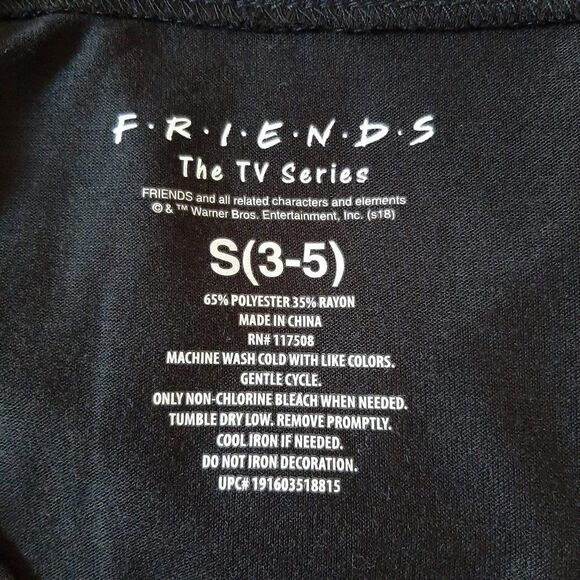 F·R·I·E·N·D·S
The TV Series
FRIENDS and all related characters and elements
© & ™ Warner Bros. Entertainment, Inc. (s18)
S(3-5)
65% POLYESTER 35% RAYON
MADE IN CHINA
RN# 117508
MACHINE WASH COLD WITH LIKE COLORS.
GENTLE CYCLE.
ONLY NON-CHLORINE BLEACH WHEN NEEDED.
TUMBLE DRY LOW. REMOVE PROMPTLY.
COOL IRON IF NEEDED.
DO NOT IRON DECORATION.
UPC# 191603518815